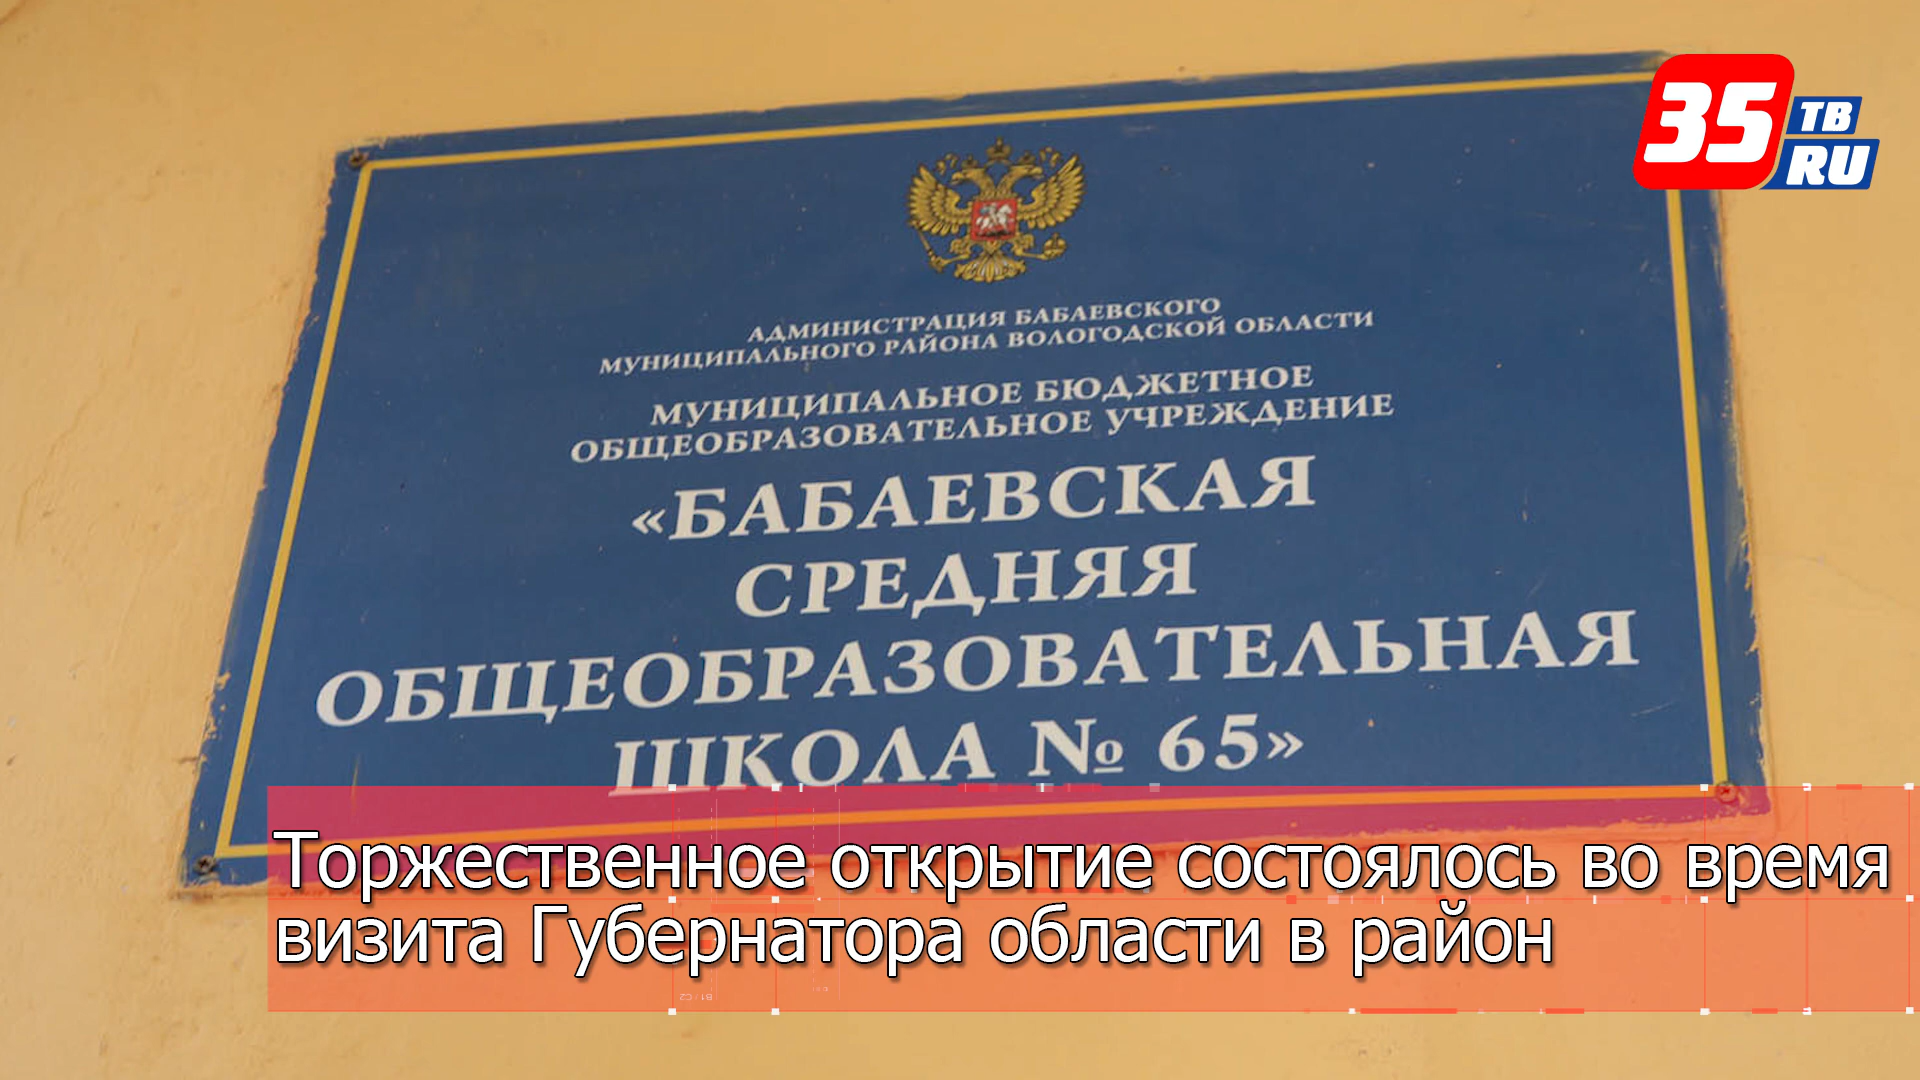 35
ТВ
RU
АДМИНИСТРАЦИЯ БАБАЕВСКОГО
МУНИЦИПАЛЬНОГО РАЙОНА ВОЛОГОДСКОЙ ОБЛАСТИ
МУНИЦИПАЛЬНОЕ БЮДЖЕТНОЕ
ОБЩЕОБРАЗОВАТЕЛЬНОЕ УЧРЕЖДЕНИЕ
«БАБАЕВСКАЯ
СРЕДНЯЯ
ОБЩЕОБРАЗОВАТЕЛЬНАЯ
ШКОЛА № 65»
Торжественное открытие состоялось во время
визита Губернатора области в район